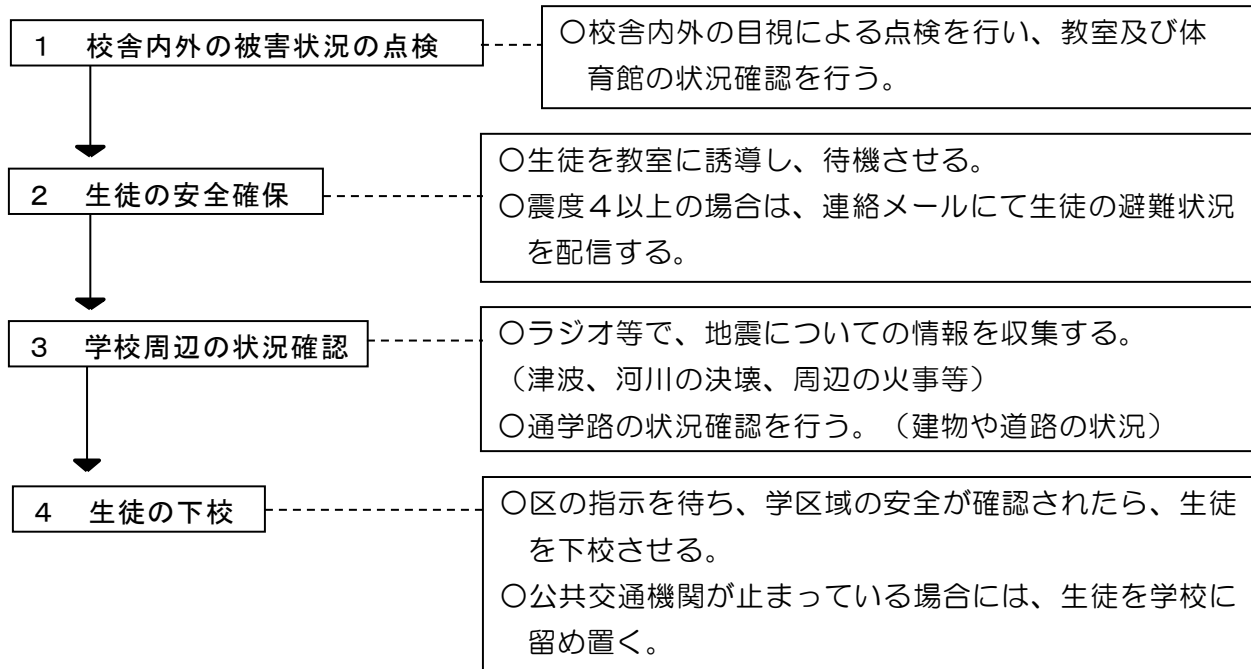 １　校舎内外の被害状況の点検
〇校舎内外の目視による点検を行い、教室及び体
育館の状況確認を行う。
２　生徒の安全確保
〇生徒を教室に誘導し、待機させる。
〇震度４以上の場合は、連絡メールにて生徒の避難状況
を配信する。
３　学校周辺の状況確認
〇ラジオ等で、地震についての情報を収集する。
（津波、河川の決壊、周辺の火事等）
〇通学路の状況確認を行う。（建物や道路の状況）
４　生徒の下校
〇区の指示を待ち、学区域の安全が確認されたら、生徒
を下校させる。
〇公共交通機関が止まっている場合には、生徒を学校に
留め置く。